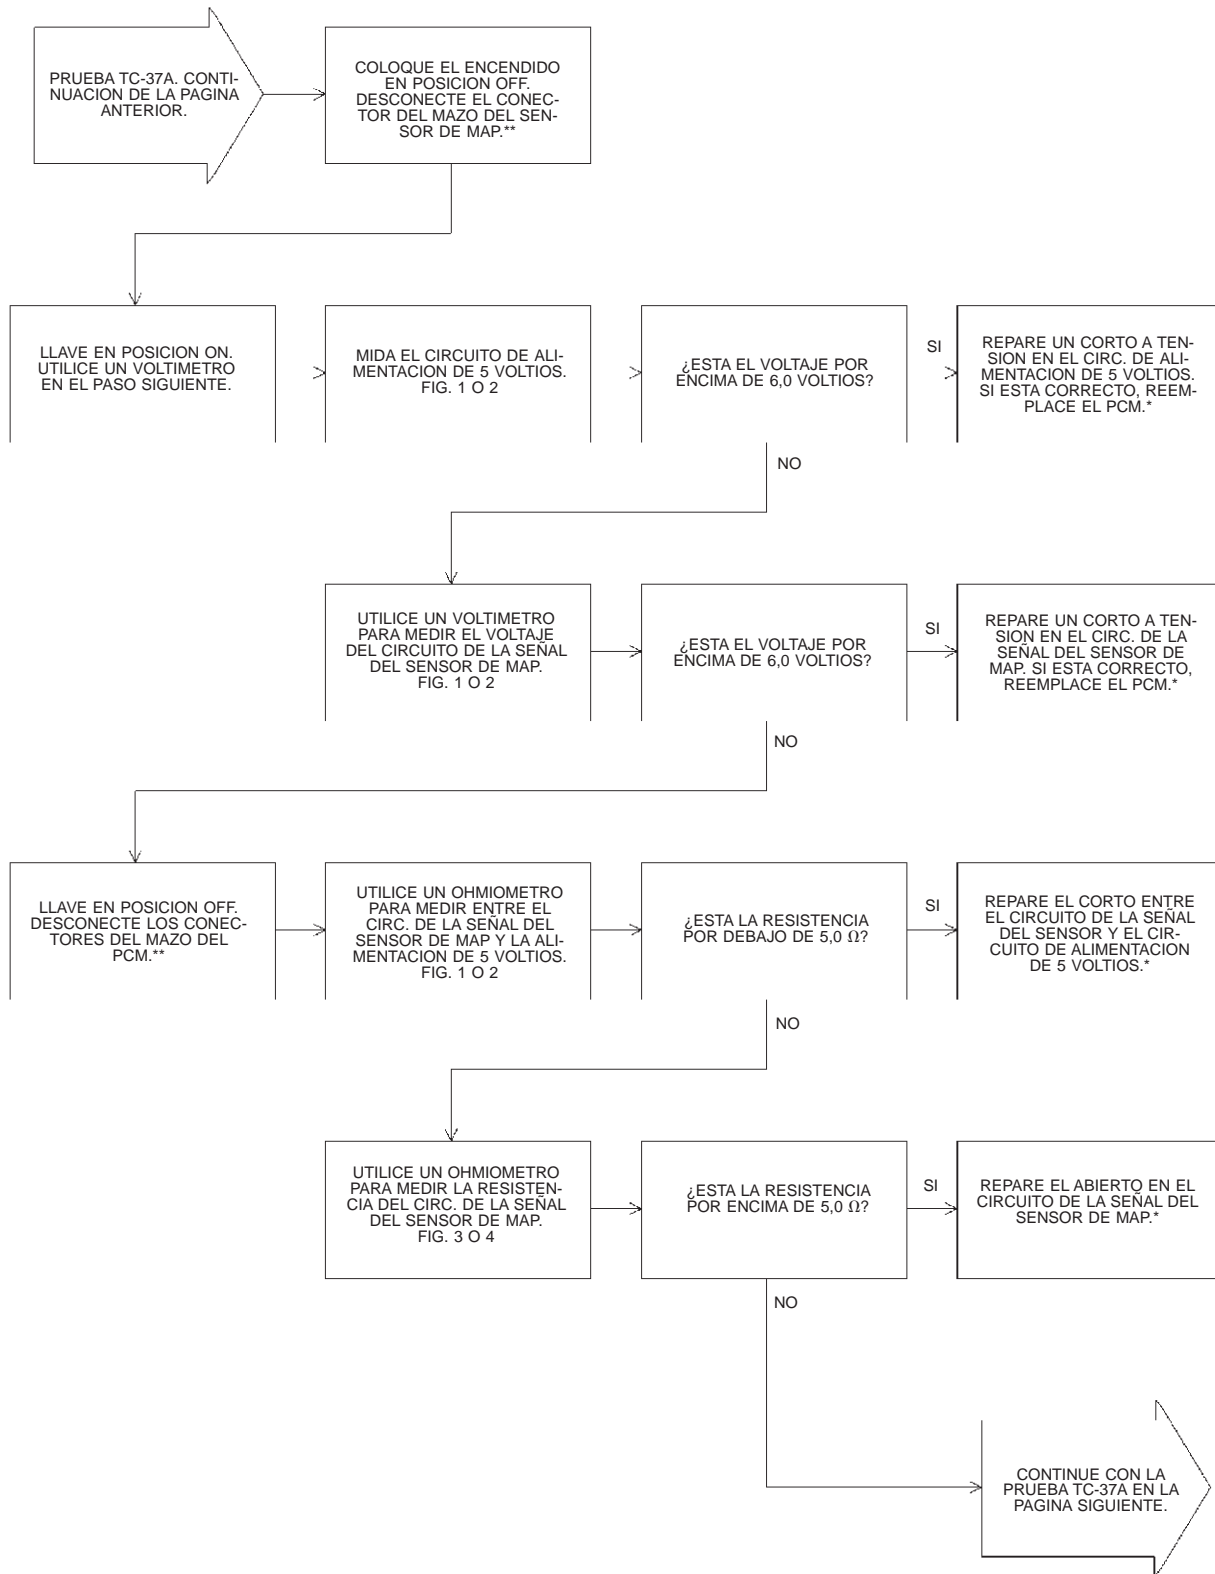 PRUEBA TC-37A. CONTI-
NUACION DE LA PAGINA
ANTERIOR.
COLOQUE EL ENCENDIDO
EN POSICION OFF.
DESCONECTE EL CONEC-
TOR DEL MAZO DEL SEN-
SOR DE MAP.**
LLAVE EN POSICION ON.
UTILICE UN VOLTIMETRO
EN EL PASO SIGUIENTE.
MIDA EL CIRCUITO DE ALI-
MENTACION DE 5 VOLTIOS.
FIG. 1 O 2
¿ESTA EL VOLTAJE POR
ENCIMA DE 6,0 VOLTIOS?
SI
REPARE UN CORTO A TEN-
SION EN EL CIRC. DE ALI-
MENTACION DE 5 VOLTIOS.
SI ESTA CORRECTO, REEM-
PLACE EL PCM.*
NO
UTILICE UN VOLTIMETRO
PARA MEDIR EL VOLTAJE
DEL CIRCUITO DE LA SEÑAL
DEL SENSOR DE MAP.
FIG. 1 O 2
¿ESTA EL VOLTAJE POR
ENCIMA DE 6,0 VOLTIOS?
SI
REPARE UN CORTO A TEN-
SION EN EL CIRC. DE LA
SEÑAL DEL SENSOR DE
MAP. SI ESTA CORRECTO,
REEMPLACE EL PCM.*
NO
LLAVE EN POSICION OFF.
DESCONECTE LOS CONEC-
TORES DEL MAZO DEL
PCM.**
UTILICE UN OHMIOMETRO
PARA MEDIR ENTRE EL
CIRC. DE LA SEÑAL DEL
SENSOR DE MAP Y LA ALI-
MENTACION DE 5 VOLTIOS.
FIG. 1 O 2
¿ESTA LA RESISTENCIA
POR DEBAJO DE 5,0 Ω?
SI
REPARE EL CORTO ENTRE
EL CIRCUITO DE LA SEÑAL
DEL SENSOR Y EL CIR-
CUITO DE ALIMENTACION
DE 5 VOLTIOS.*
NO
UTILICE UN OHMIOMETRO
PARA MEDIR LA RESISTEN-
CIA DEL CIRC. DE LA SEÑAL
DEL SENSOR DE MAP.
FIG. 3 O 4
¿ESTA LA RESISTENCIA
POR ENCIMA DE 5,0 Ω?
SI
REPARE EL ABIERTO EN EL
CIRCUITO DE LA SEÑAL DEL
SENSOR DE MAP.*
NO
CONTINUE CON LA
PRUEBA TC-37A EN LA
PAGINA SIGUIENTE.